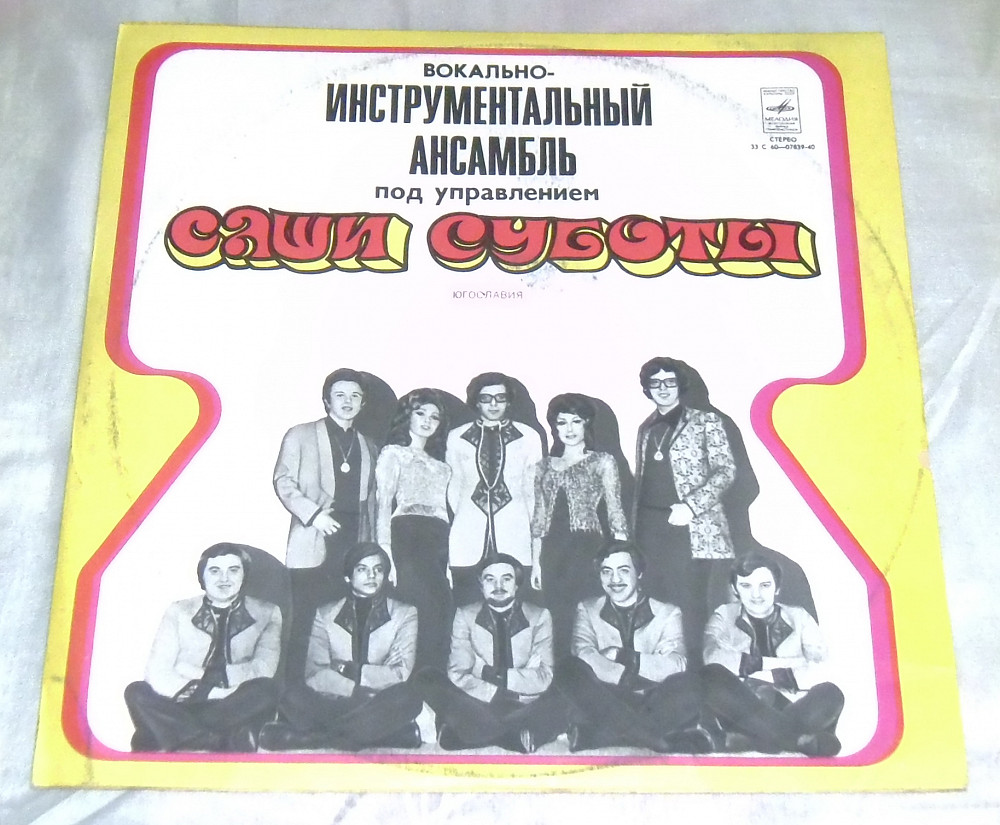 ВОКАЛЬНО-
ИНСТРУМЕНТАЛЬНЫЙ
АНСАМБЛЬ
под управлением
САШИ СУБОТЫ
ЮГОСЛАВИЯ
МЕЛОДИЯ
СТЕРЕО
33 С 60—07839-40